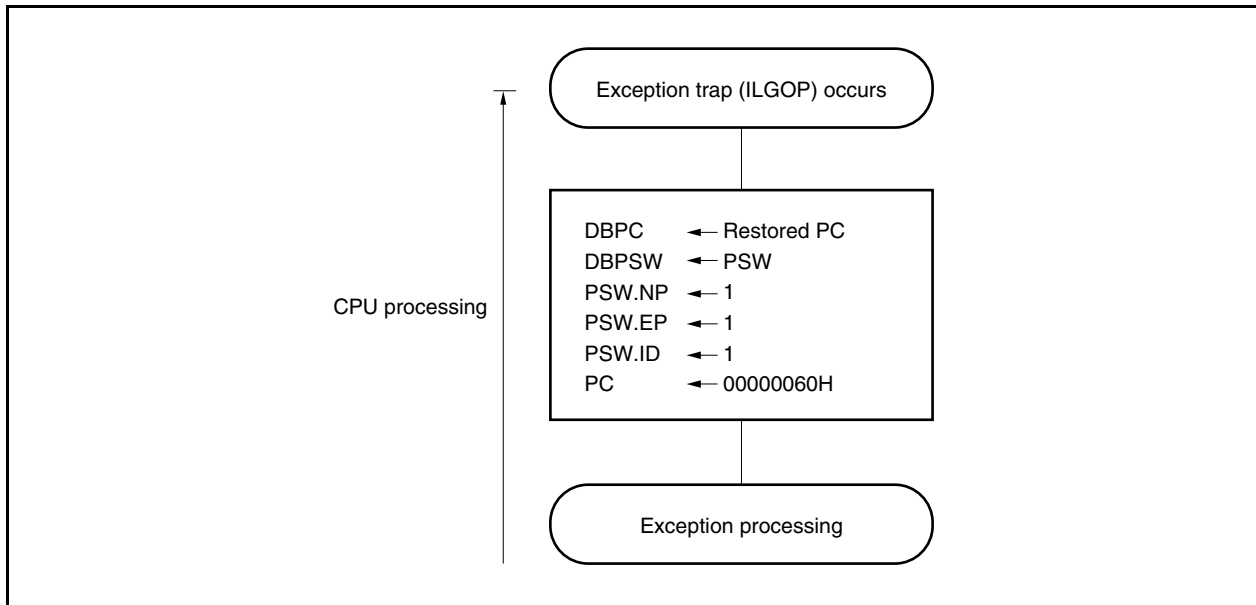 Exception trap (ILGOP) occurs
CPU processing
DBPC ← Restored PC
DBPSW ← PSW
PSW.NP ← 1
PSW.EP ← 1
PSW.ID ← 1
PC ← 00000060H
Exception processing